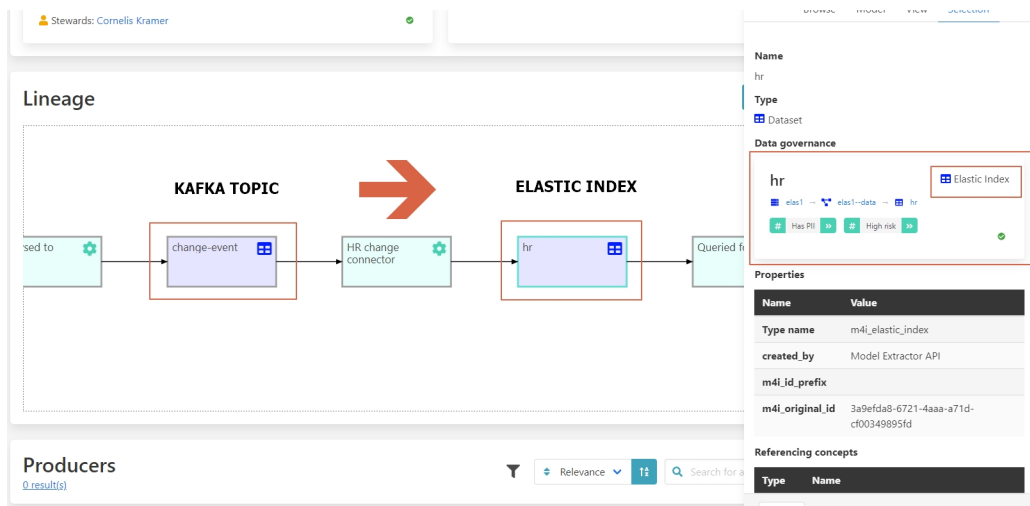 Stewards: Cornelis Kramer
Lineage
KAFKA TOPIC
ELASTIC INDEX
sed to
change-event
HR change
connector
hr
Queried
Producers
0 result(s)
Relevance
Search for a
Browse Model View Selection
Name
hr
Type
Dataset
Data governance
hr
Elastic Index
elas1 → elas1--data → hr
# Has PII »
# High risk »
Properties
Name Value
Type name m4i_elastic_index
created_by Model Extractor API
m4i_id_prefix
m4i_original_id 3a9efda8-6721-4aaa-a71d-
cf00349895fd
Referencing concepts
Type Name